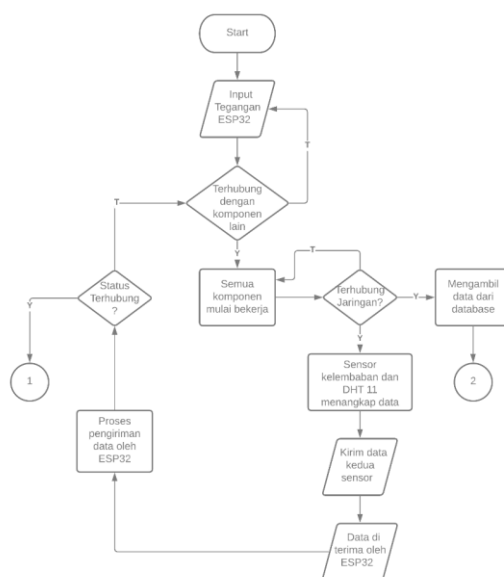 Start
Input
Tegangan
ESP32
T
Terhubung
dengan
komponen
lain
T
Y
T
Status
Terhubung
?
Y
Semua
komponen
mulai bekerja
Terhubung
Jaringan?
Y
Mengambil
data dari
database
Y
1
Sensor
kelembaban dan
DHT 11
menangkap data
2
Proses
pengiriman
data oleh
ESP32
Kirim data
kedua
sensor
Data di
terima oleh
ESP32